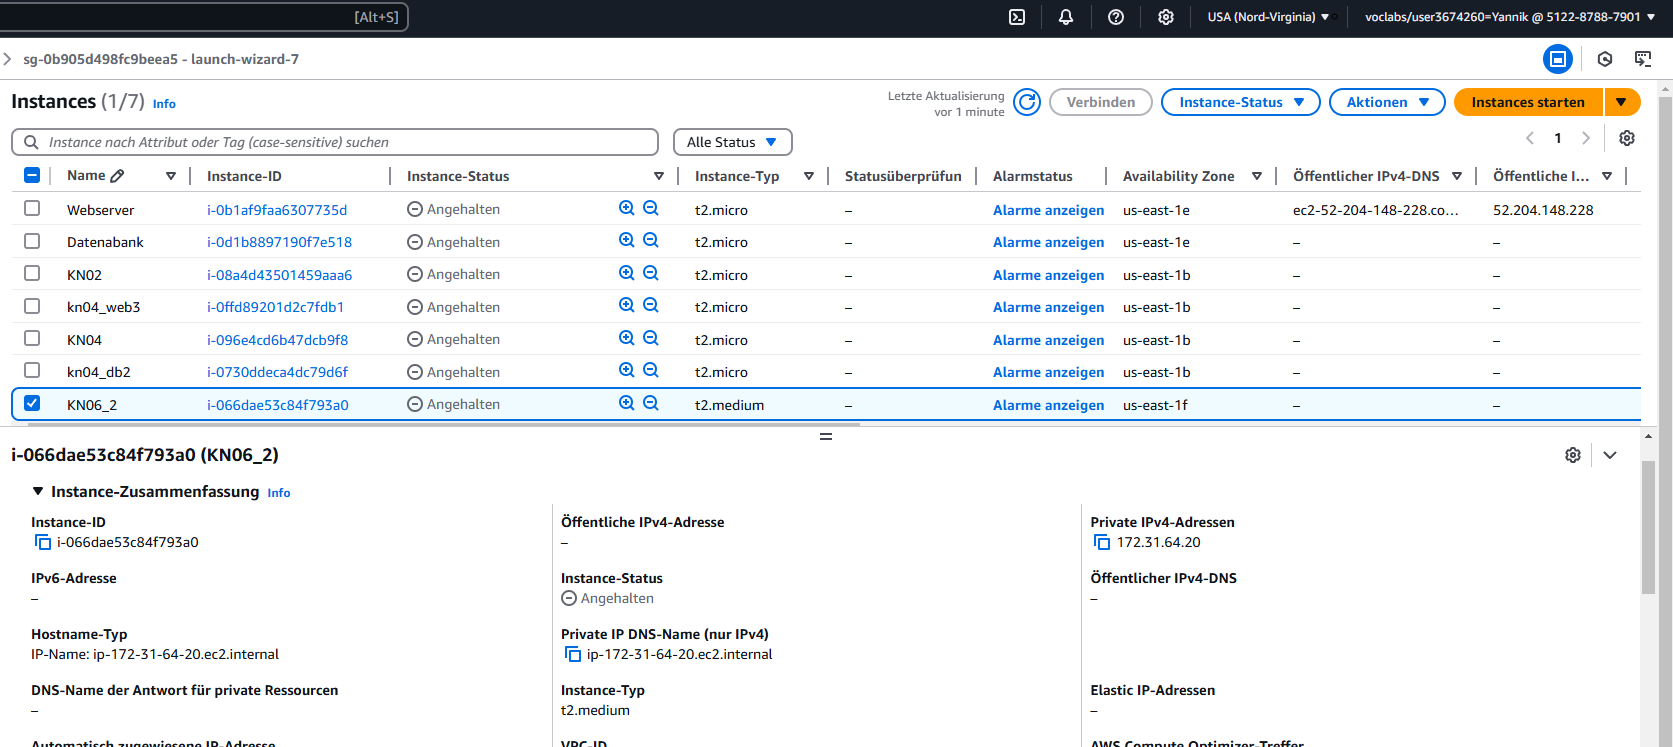 [Alt+S]
USA (Nord-Virginia) ▼
voclabs/user3674260=Yannik @ 5122-8788-7901 ▼
sg-0b905d498fc9beea5 - launch-wizard-7
Instances (1/7) Info
Letzte Aktualisierung
vor 1 minute
Verbinden
Instance-Status ▼
Aktionen ▼
Instances starten
Instance nach Attribut oder Tag (case-sensitive) suchen
Alle Status ▼
1
Name Instance-ID Instance-Status Instance-Typ Statusüberprüfun Alarmstatus Availability Zone Öffentlicher IPv4-DNS Öffentliche I...
Webserver i-0b1af9faa6307735d Angehalten t2.micro – Alarme anzeigen us-east-1e ec2-52-204-148-228.co... 52.204.148.228
Datenabank i-0d1b8897190f7e518 Angehalten t2.micro – Alarme anzeigen us-east-1e – –
KN02 i-08a4d43501459aaa6 Angehalten t2.micro – Alarme anzeigen us-east-1b – –
kn04_web3 i-0ffd89201d2c7fdb1 Angehalten t2.micro – Alarme anzeigen us-east-1b – –
KN04 i-096e4cd6b47dcb9f8 Angehalten t2.micro – Alarme anzeigen us-east-1b – –
kn04_db2 i-0730ddeca4dc79d6f Angehalten t2.micro – Alarme anzeigen us-east-1b – –
KN06_2 i-066dae53c84f793a0 Angehalten t2.medium – Alarme anzeigen us-east-1f – –
i-066dae53c84f793a0 (KN06_2)
▼ Instance-Zusammenfassung Info
Instance-ID
i-066dae53c84f793a0
Öffentliche IPv4-Adresse
–
Private IPv4-Adressen
172.31.64.20
IPv6-Adresse
–
Instance-Status
Angehalten
Öffentlicher IPv4-DNS
–
Hostname-Typ
IP-Name: ip-172-31-64-20.ec2.internal
Private IP DNS-Name (nur IPv4)
ip-172-31-64-20.ec2.internal
DNS-Name der Antwort für private Ressourcen
–
Instance-Typ
t2.medium
Elastic IP-Adressen
–
Automatisch zugewiesene IP-Adresse
VPC-ID
AWS Compute Optimizer-Treffer